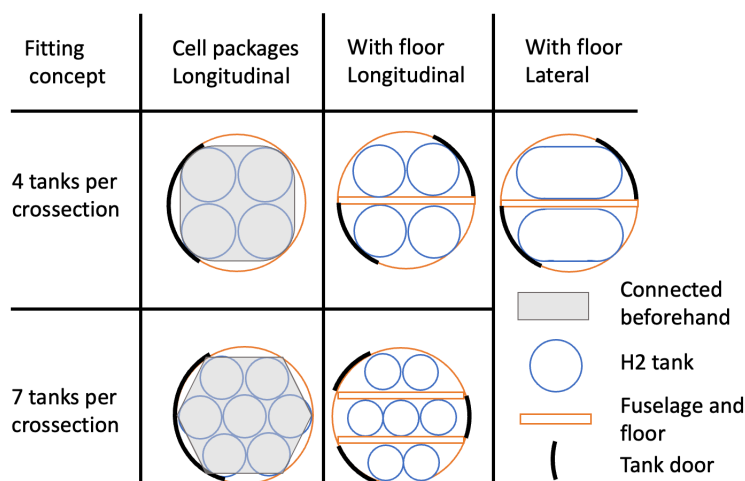 Fitting
concept
Cell packages
Longitudinal
With floor
Longitudinal
With floor
Lateral
4 tanks per
crossection
7 tanks per
crossection
Connected
beforehand
H2 tank
Fuselage and
floor
Tank door